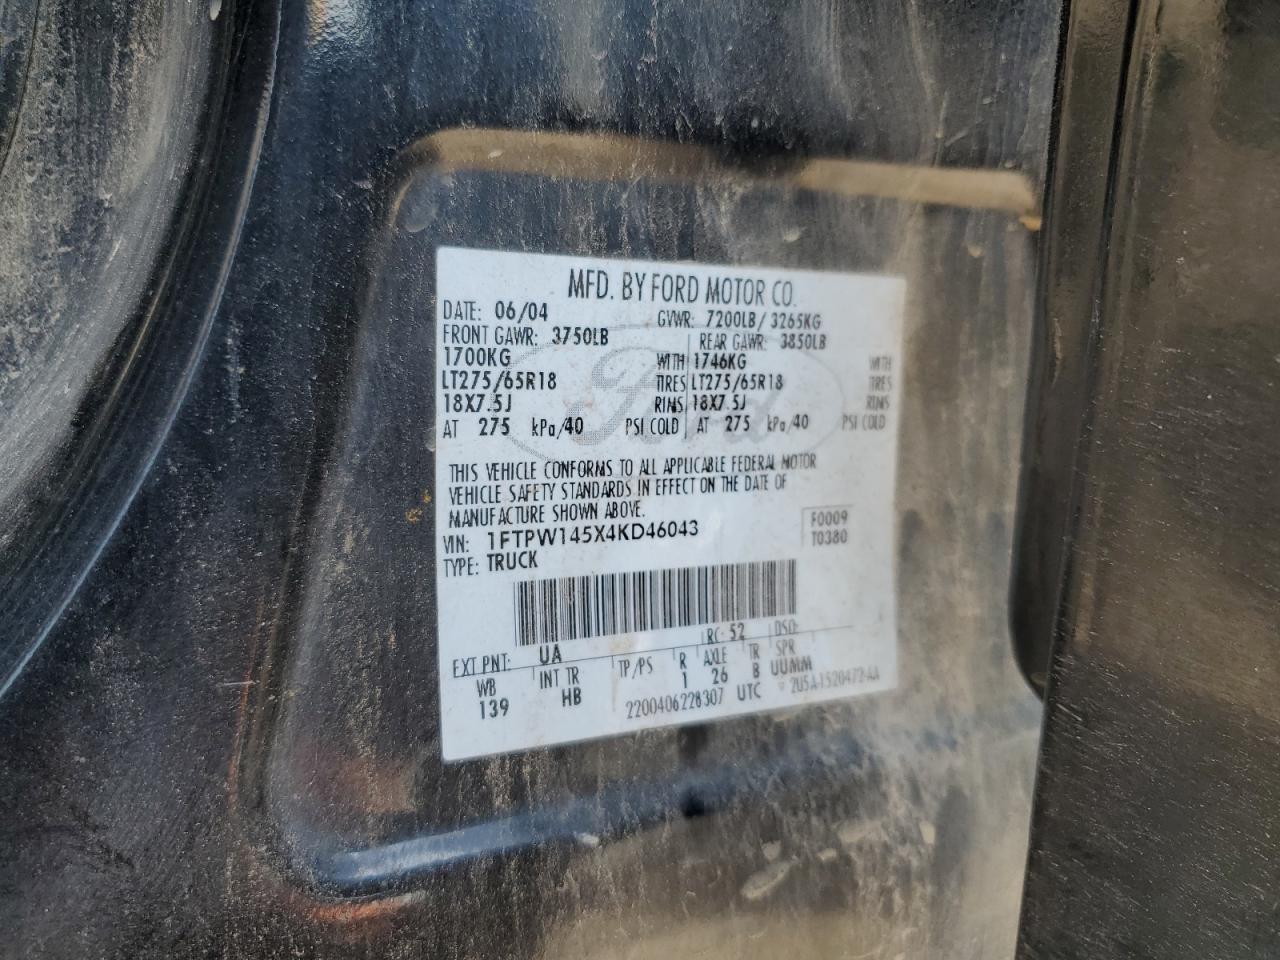 MFD. BY FORD MOTOR CO.
DATE: 06/04 GVWR: 7200LB / 3265KG
FRONT GAWR: 3750LB REAR GAWR: 3850LB
1700KG WITH 1746KG WITH
LT275/65R18 TIRES LT275/65R18 TIRES
18X7.5J RIMS 18X7.5J RIMS
AT 275 kPa/40 PSI COLD AT 275 kPa/40 PSI COLD
Ford
THIS VEHICLE CONFORMS TO ALL APPLICABLE FEDERAL MOTOR
VEHICLE SAFETY STANDARDS IN EFFECT ON THE DATE OF
MANUFACTURE SHOWN ABOVE.
VIN: 1FTPW145X4KD46043 F0009
TYPE: TRUCK T0380
EXT PNT: UA RC: 52 DSO:
WB INT TR TP/PS R AXLE TR SPR
139 HB 1 26 B UUMM
2200406228307 UTC 2U5A-1520472-AA